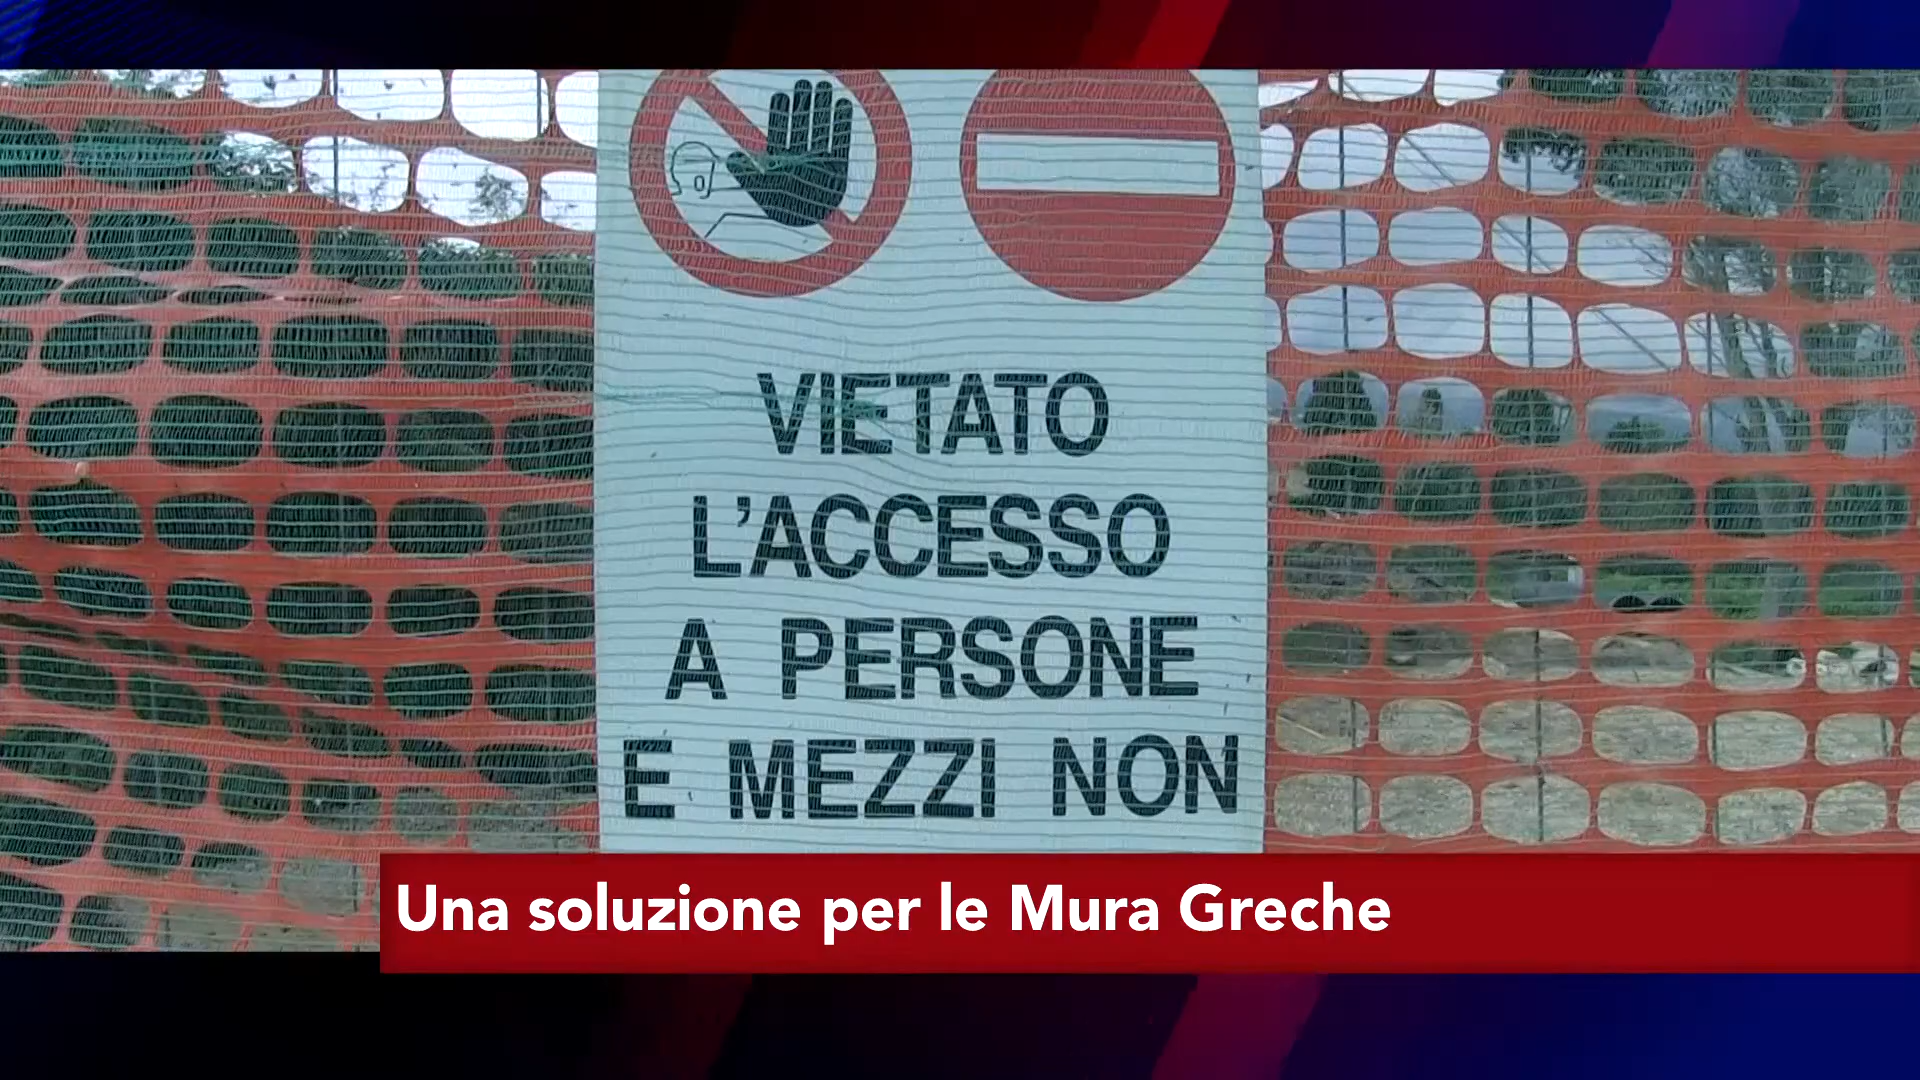 VIETATO
L'ACCESSO
A PERSONE
E MEZZI NON
Una soluzione per le Mura Greche